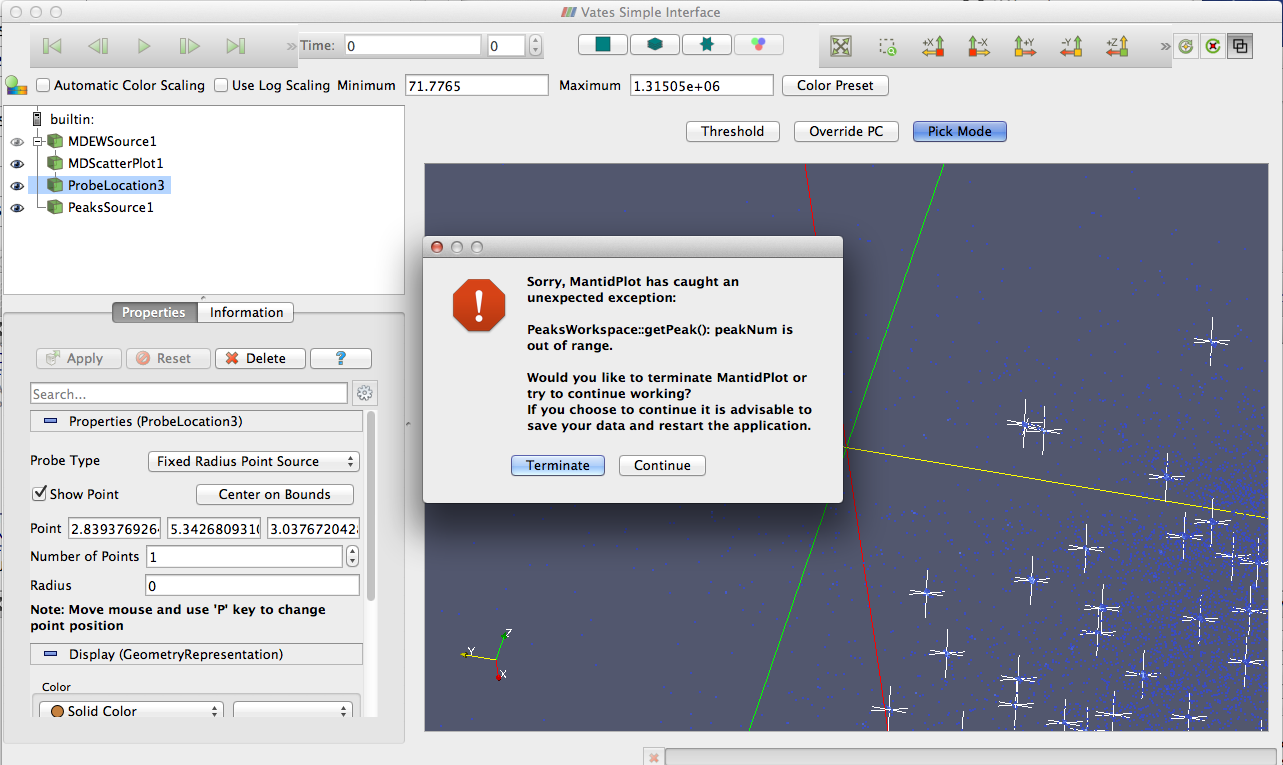 Vates Simple Interface
Time: 0 0
+X -X +Y -Y +Z
Automatic Color Scaling Use Log Scaling Minimum 71.7765 Maximum 1.31505e+06 Color Preset
builtin:
MDEWSource1
MDScatterPlot1
ProbeLocation3
PeaksSource1
Threshold Override PC Pick Mode
Properties Information
Apply Reset Delete ?
Search...
Properties (ProbeLocation3)
Probe Type Fixed Radius Point Source
Show Point Center on Bounds
Point 2.839376926 5.342680931 3.037672042
Number of Points 1
Radius 0
Note: Move mouse and use 'P' key to change
point position
Display (GeometryRepresentation)
Color
Solid Color
Sorry, MantidPlot has caught an
unexpected exception:
PeaksWorkspace::getPeak(): peakNum is
out of range.
Would you like to terminate MantidPlot or
try to continue working?
If you choose to continue it is advisable to
save your data and restart the application.
Terminate Continue
Z
Y
X